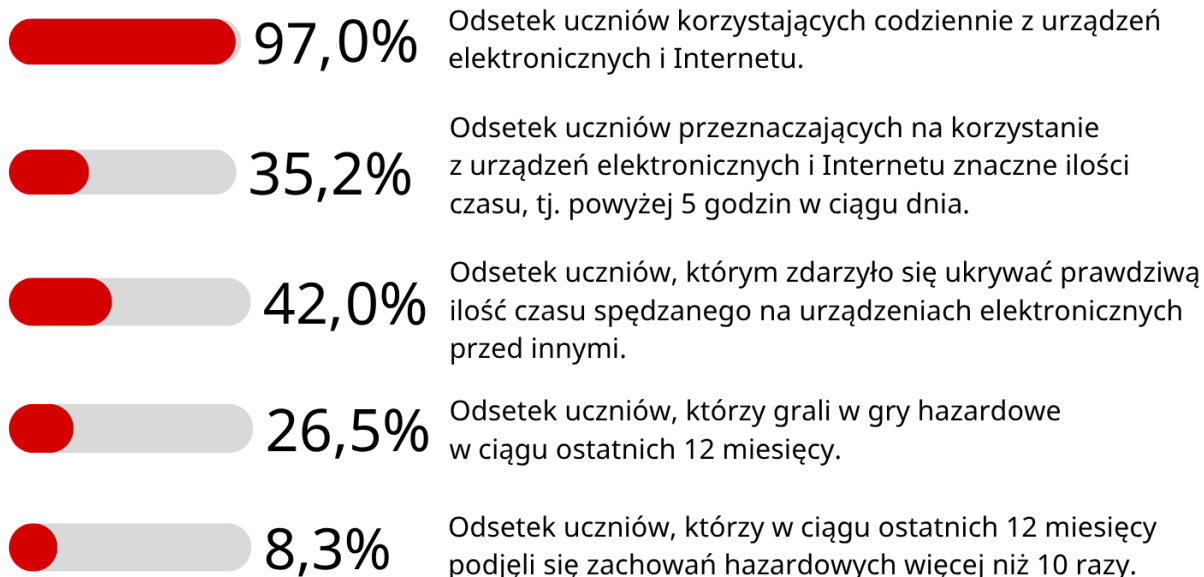 97,0%
Odsetek uczniów korzystających codziennie z urządzeń
elektronicznych i Internetu.
35,2%
Odsetek uczniów przeznaczających na korzystanie
z urządzeń elektronicznych i Internetu znaczne ilości
czasu, tj. powyżej 5 godzin w ciągu dnia.
42,0%
Odsetek uczniów, którym zdarzyło się ukrywać prawdziwą
ilość czasu spędzanego na urządzeniach elektronicznych
przed innymi.
26,5%
Odsetek uczniów, którzy grali w gry hazardowe
w ciągu ostatnich 12 miesięcy.
8,3%
Odsetek uczniów, którzy w ciągu ostatnich 12 miesięcy
podjęli się zachowań hazardowych więcej niż 10 razy.